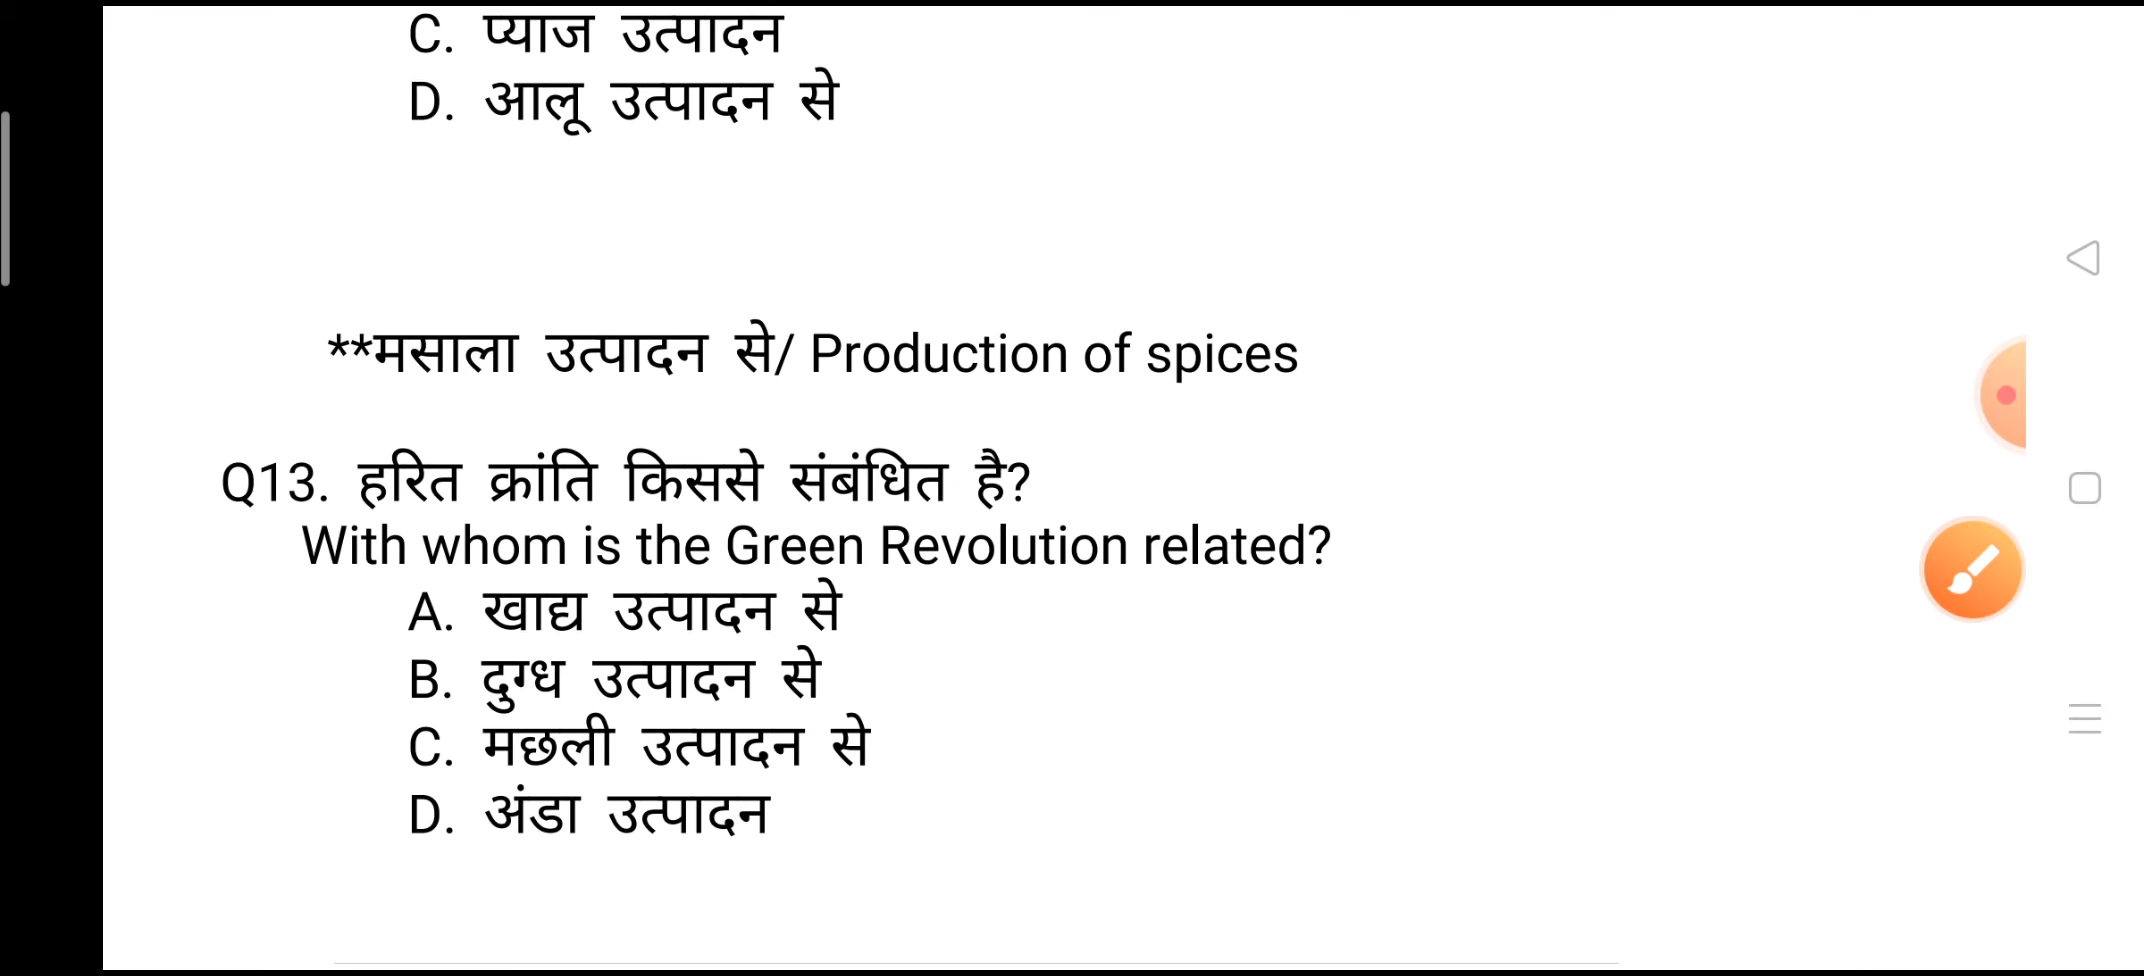 C. प्याज उत्पादन
D. आलू उत्पादन से
**मसाला उत्पादन से/ Production of spices
Q13. हरित क्रांति किससे संबंधित है?
With whom is the Green Revolution related?
A. खाद्य उत्पादन से
B. दुग्ध उत्पादन से
C. मछली उत्पादन से
D. अंडा उत्पादन